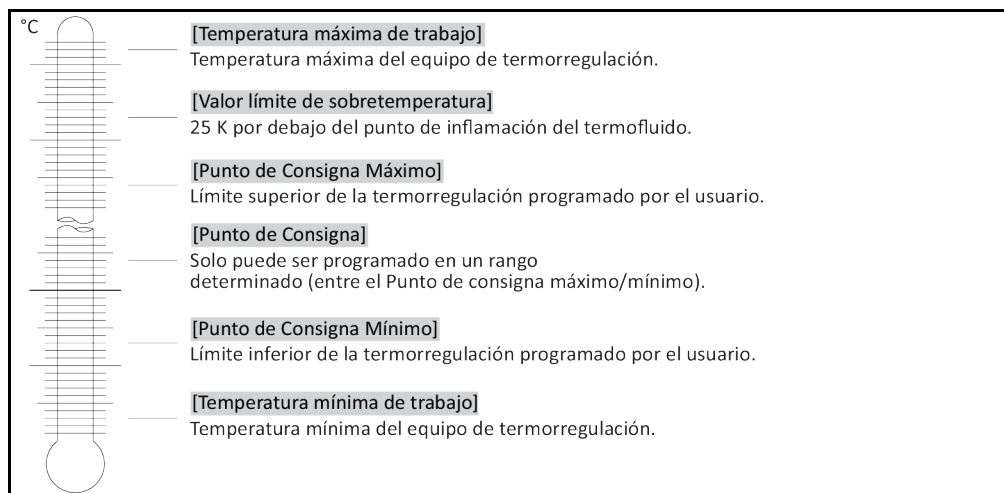 °C
[Temperatura máxima de trabajo]
Temperatura máxima del equipo de termorregulación.
[Valor límite de sobretemperatura]
25 K por debajo del punto de inflamación del termofluido.
[Punto de Consigna Máximo]
Límite superior de la termorregulación programado por el usuario.
[Punto de Consigna]
Solo puede ser programado en un rango
determinado (entre el Punto de consigna máximo/mínimo).
[Punto de Consigna Mínimo]
Límite inferior de la termorregulación programado por el usuario.
[Temperatura mínima de trabajo]
Temperatura mínima del equipo de termorregulación.